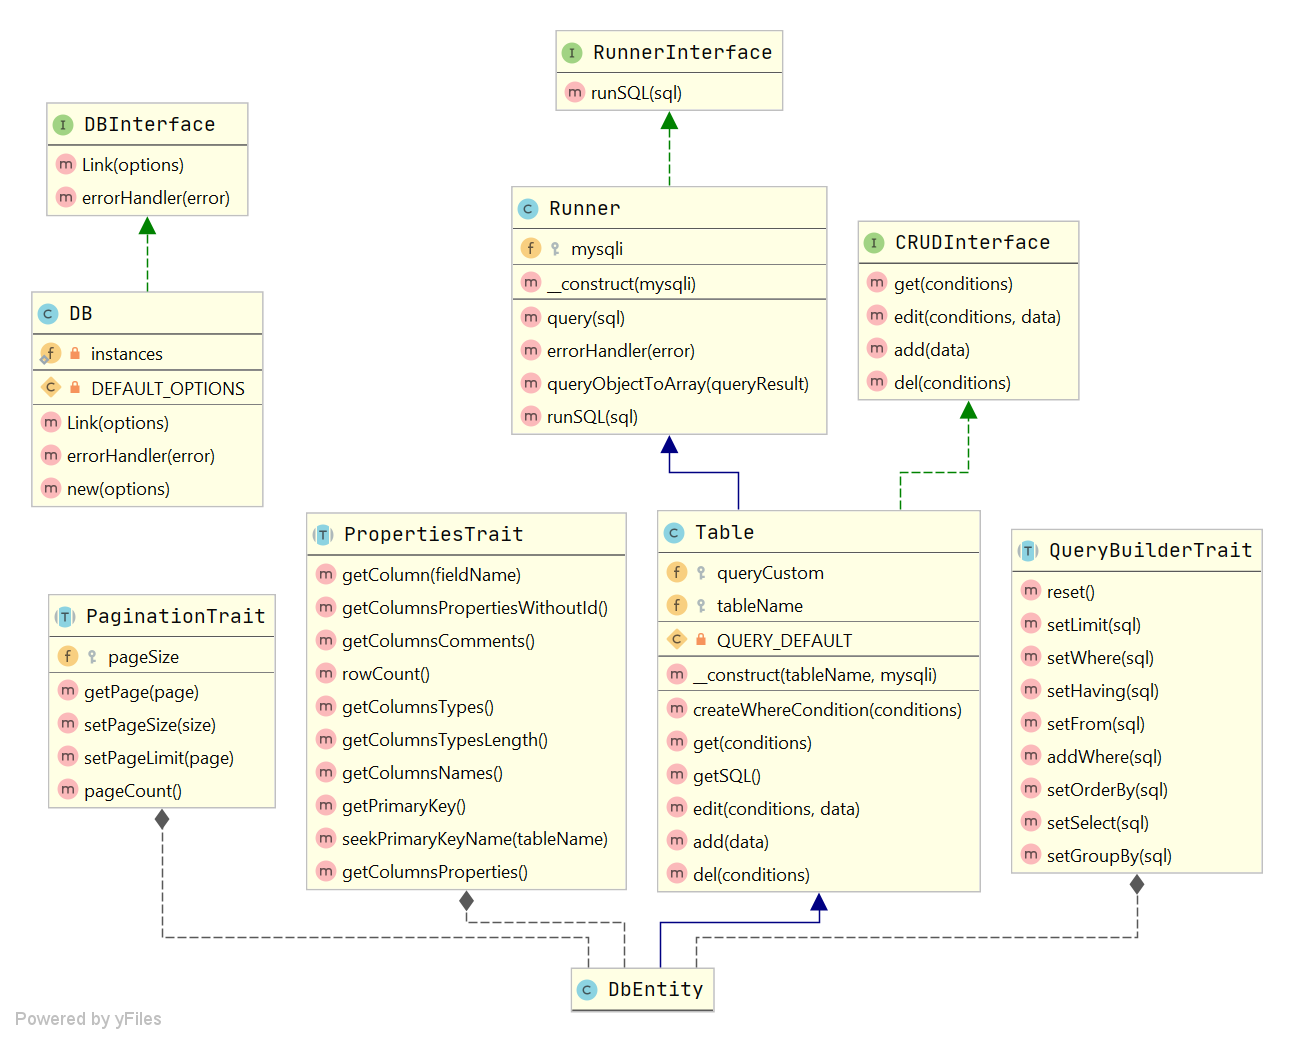 RunnerInterface
runSQL(sql)
DBInterface
Link(options)
errorHandler(error)
Runner
mysqli
__construct(mysqli)
query(sql)
errorHandler(error)
queryObjectToArray(queryResult)
runSQL(sql)
CRUDInterface
get(conditions)
edit(conditions, data)
add(data)
del(conditions)
DB
instances
DEFAULT_OPTIONS
Link(options)
errorHandler(error)
new(options)
PropertiesTrait
getColumn(fieldName)
getColumnsPropertiesWithoutId()
getColumnsComments()
rowCount()
getColumnsTypes()
getColumnsTypesLength()
getColumnsNames()
getPrimaryKey()
seekPrimaryKeyName(tableName)
getColumnsProperties()
Table
queryCustom
tableName
QUERY_DEFAULT
__construct(tableName, mysqli)
createWhereCondition(conditions)
get(conditions)
getSQL()
edit(conditions, data)
add(data)
del(conditions)
QueryBuilderTrait
reset()
setLimit(sql)
setWhere(sql)
setHaving(sql)
setFrom(sql)
addWhere(sql)
setOrderBy(sql)
setSelect(sql)
setGroupBy(sql)
PaginationTrait
pageSize
getPage(page)
setPageSize(size)
setPageLimit(page)
pageCount()
DbEntity
Powered by yFiles